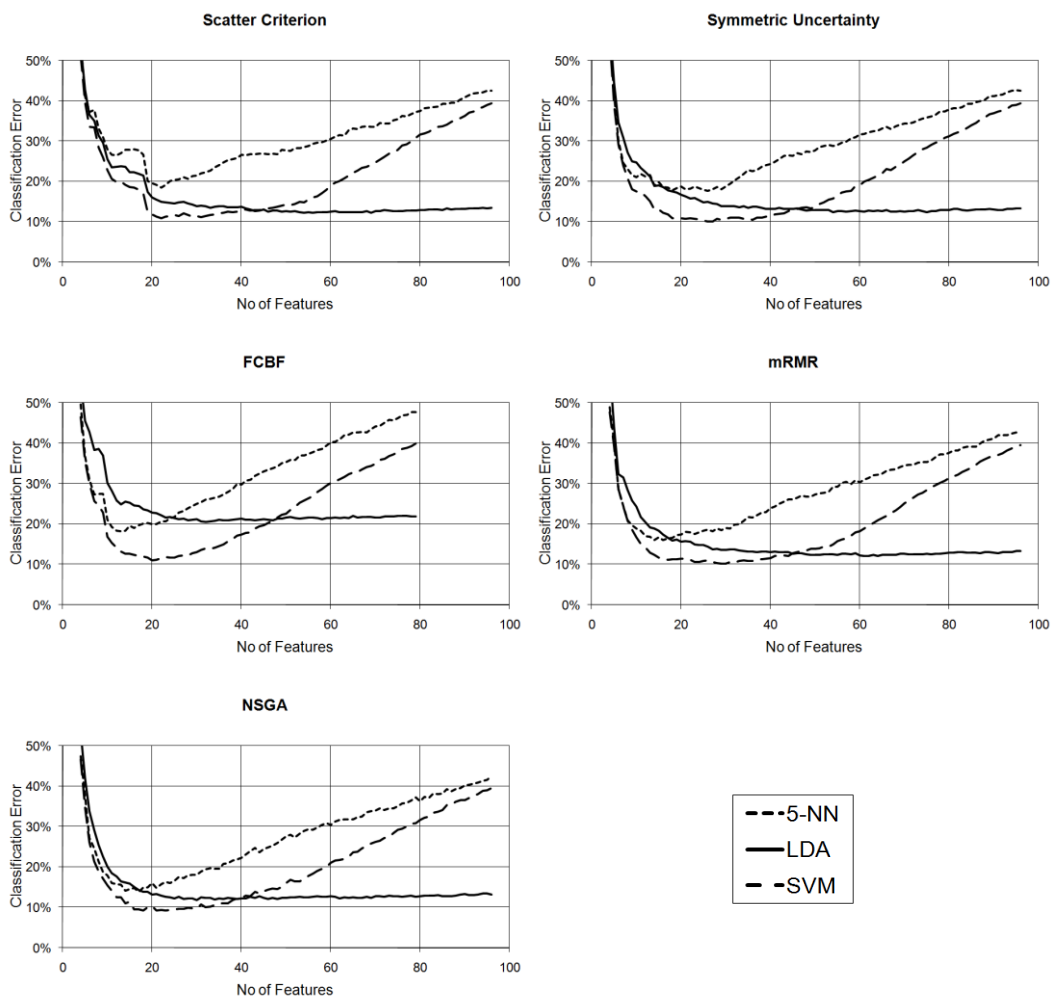 Scatter Criterion
50%
40%
30%
20%
10%
0%
Classification Error
0 20 40 60 80 100
No of Features
Symmetric Uncertainty
50%
40%
30%
20%
10%
0%
Classification Error
0 20 40 60 80 100
No of Features
FCBF
50%
40%
30%
20%
10%
0%
Classification Error
0 20 40 60 80 100
No of Features
mRMR
50%
40%
30%
20%
10%
0%
Classification Error
0 20 40 60 80 100
No of Features
NSGA
50%
40%
30%
20%
10%
0%
Classification Error
0 20 40 60 80 100
No of Features
5-NN
LDA
SVM